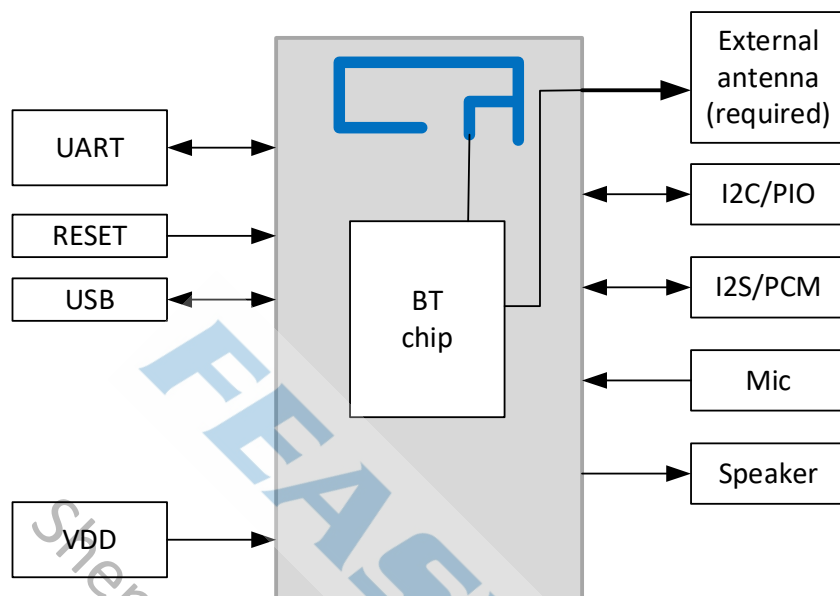 External
antenna
(required)
UART
I2C/PIO
RESET
USB
I2S/PCM
BT
chip
Mic
Speaker
VDD